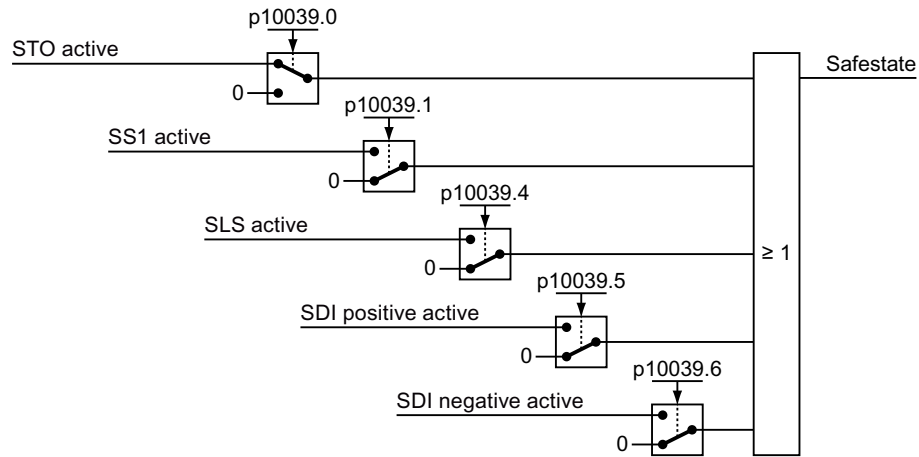 p10039.0
STO active
Safestate
0
p10039.1
SS1 active
0
p10039.4
SLS active
0
≥ 1
p10039.5
SDI positive active
0
p10039.6
SDI negative active
0